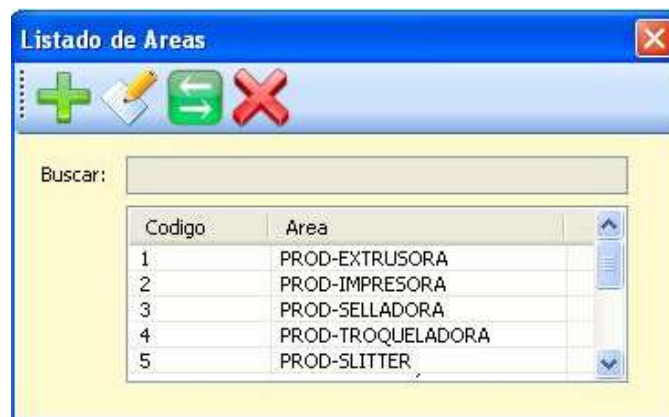 Listado de Areas
Buscar:
Codigo Area
1 PROD-EXTRUSORA
2 PROD-IMPRESORA
3 PROD-SELLADORA
4 PROD-TROQUELADORA
5 PROD-SLITTER